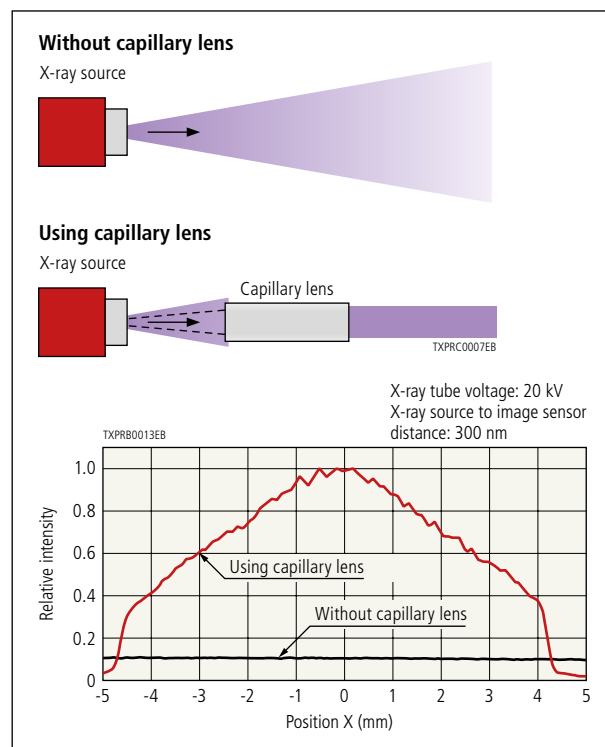 Without capillary lens
X-ray source
Using capillary lens
X-ray source
Capillary lens
TXPRC0007EB
X-ray tube voltage: 20 kV
X-ray source to image sensor
distance: 300 nm
TXPRB0013EB
Relative intensity
1.0
0.8
0.6
0.4
0.2
0
Using capillary lens
Without capillary lens
-5 -4 -3 -2 -1 0 1 2 3 4 5
Position X (mm)